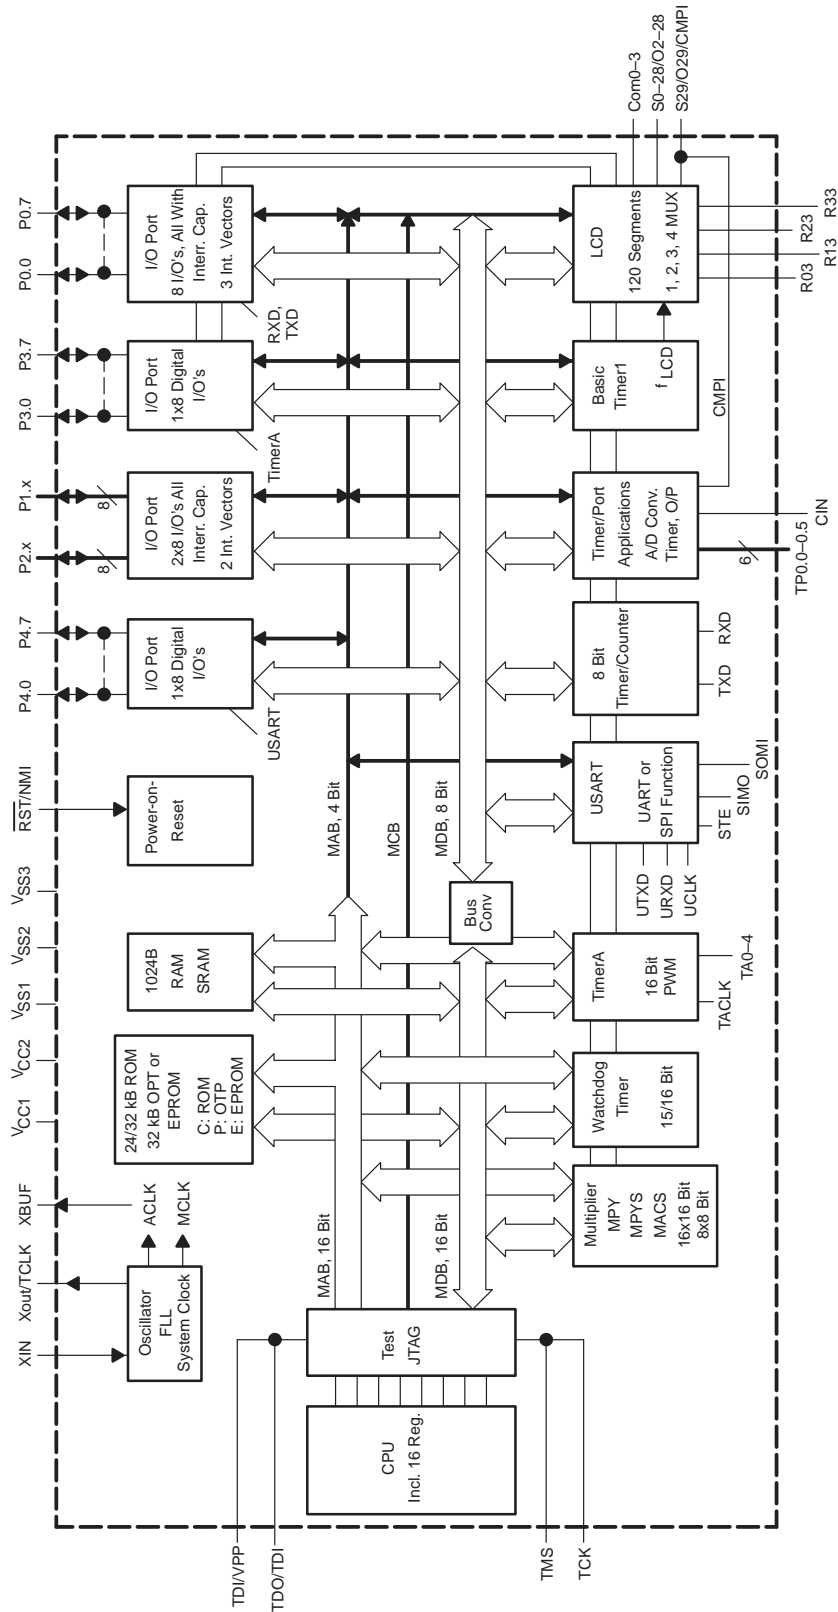 XIN
Xout/TCLK
XBUF
VCC1
VCC2
VSS1
VSS2
VSS3
RST/NMI
P4.0
P4.7
P2.x
P1.x
P3.0
P3.7
P0.0
P0.7
8
8
Oscillator
FLL
System Clock
ACLK
MCLK
24/32 kB ROM
32 kB OPT or
EPROM
C: ROM
P: OTP
E: EPROM
1024B
RAM
SRAM
Power-on-
Reset
I/O Port
1x8 Digital
I/O's
USART
I/O Port
2x8 I/O's All
Interr. Cap.
2 Int. Vectors
I/O Port
1x8 Digital
I/O's
TimerA
I/O Port
8 I/O's, All With
Interr. Cap.
3 Int. Vectors
RXD,
TXD
TDI/VPP
TDO/TDI
CPU
Incl. 16 Reg.
Test
JTAG
MAB, 16 Bit
MAB, 4 Bit
MCB
MDB, 16 Bit
Bus
Conv
MDB, 8 Bit
TMS
TCK
Multiplier
MPY
MPYS
MACS
16x16 Bit
8x8 Bit
Watchdog
Timer
15/16 Bit
TimerA
16 Bit
PWM
TACLK
TA0–4
USART
UART or
SPI Function
UTXD
URXD
UCLK
STE
SIMO
SOMI
8 Bit
Timer/Counter
TXD
RXD
Timer/Port
Applications
A/D Conv.
Timer, O/P
6
TP0.0–0.5
CIN
CMPI
Basic
Timer1
f LCD
LCD
120 Segments
1, 2, 3, 4 MUX
Com0–3
S0–28/O2–28
S29/O29/CMPI
R03
R13
R23
R33